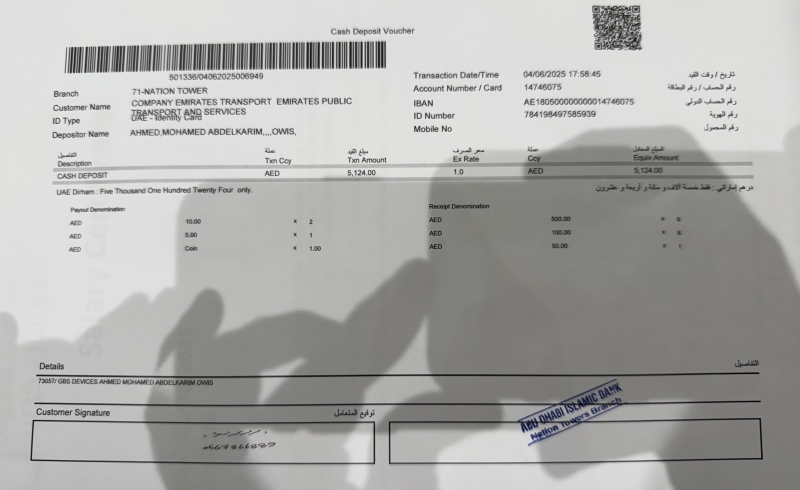 Cash Deposit Voucher
501336/04062025006949
Branch 71-NATION TOWER
Customer Name COMPANY EMIRATES TRANSPORT EMIRATES PUBLIC TRANSPORT AND SERVICES
ID Type UAE - Identity Card
Depositor Name AHMED,MOHAMED ABDELKARIM,,,,OWIS,
Transaction Date/Time 04/06/2025 17:58:45 تاريخ / وقت القيد
Account Number / Card 14746075 رقم الحساب / رقم البطاقة
IBAN AE180500000000014746075 رقم الحساب الدولي
ID Number 784198497585939 رقم الهوية
Mobile No رقم المحمول
التفاصيل عملة مبلغ القيد سعر الصرف عملة المبلغ المعادل
Description Txn Ccy Txn Amount Ex Rate Ccy Equiv.Amount
CASH DEPOSIT AED 5,124.00 1.0 AED 5,124.00
UAE Dirham : Five Thousand One Hundred Twenty Four only. درهم إماراتي : فقط خمسة آلاف و مئة و أربعة و عشرون
Payout Denomination
AED 10.00 x 2
AED 5.00 x 1
AED Coin x 1.00
Receipt Denomination
AED 500.00 x
AED 100.00 x
AED 50.00 x 1
Details التفاصيل
73057/ GBS DEVICES AHMED MOHAMED ABDELKARIM OWIS
Customer Signature توقيع المتعامل
ABU DHABI ISLAMIC BANK
Nation Towers Branch